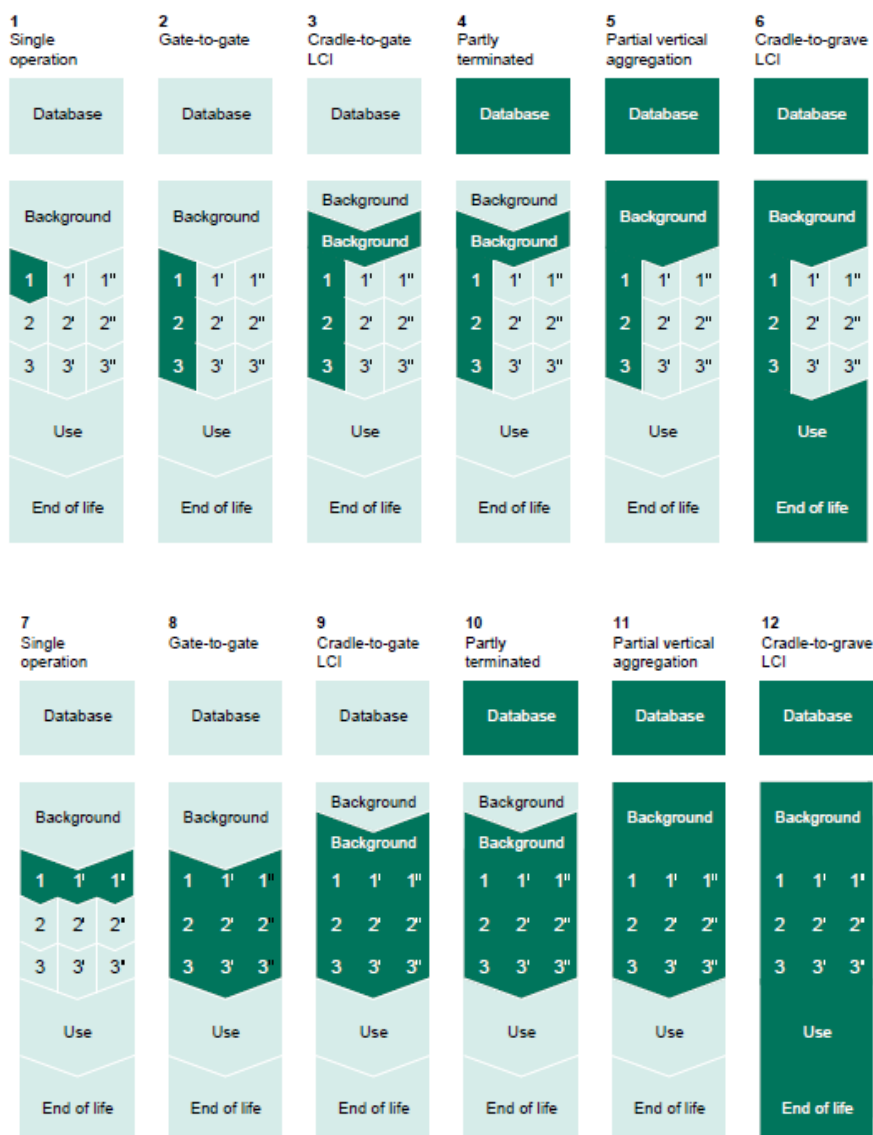 1 2 3 4 5 6
Single Gate-to-gate Cradle-to-gate Partly Partial vertical Cradle-to-grave
operation LCI terminated aggregation LCI
Database Database Database Database Database Database
Background Background Background Background Background Background
Background Background
1 1' 1" 1 1' 1" 1 1' 1" 1 1' 1" 1 1' 1" 1 1' 1"
2 2' 2" 2 2' 2" 2 2' 2" 2 2' 2" 2 2' 2" 2 2' 2"
3 3' 3" 3 3' 3" 3 3' 3" 3 3' 3" 3 3' 3" 3 3' 3"
Use Use Use Use Use Use
End of life End of life End of life End of life End of life End of life
7 8 9 10 11 12
Single Gate-to-gate Cradle-to-gate Partly Partial vertical Cradle-to-grave
operation LCI terminated aggregation LCI
Database Database Database Database Database Database
Background Background Background Background Background Background
Background Background
1 1' 1" 1 1' 1" 1 1' 1" 1 1' 1" 1 1' 1" 1 1' 1"
2 2' 2" 2 2' 2" 2 2' 2" 2 2' 2" 2 2' 2" 2 2' 2"
3 3' 3" 3 3' 3" 3 3' 3" 3 3' 3" 3 3' 3" 3 3' 3"
Use Use Use Use Use Use
End of life End of life End of life End of life End of life End of life